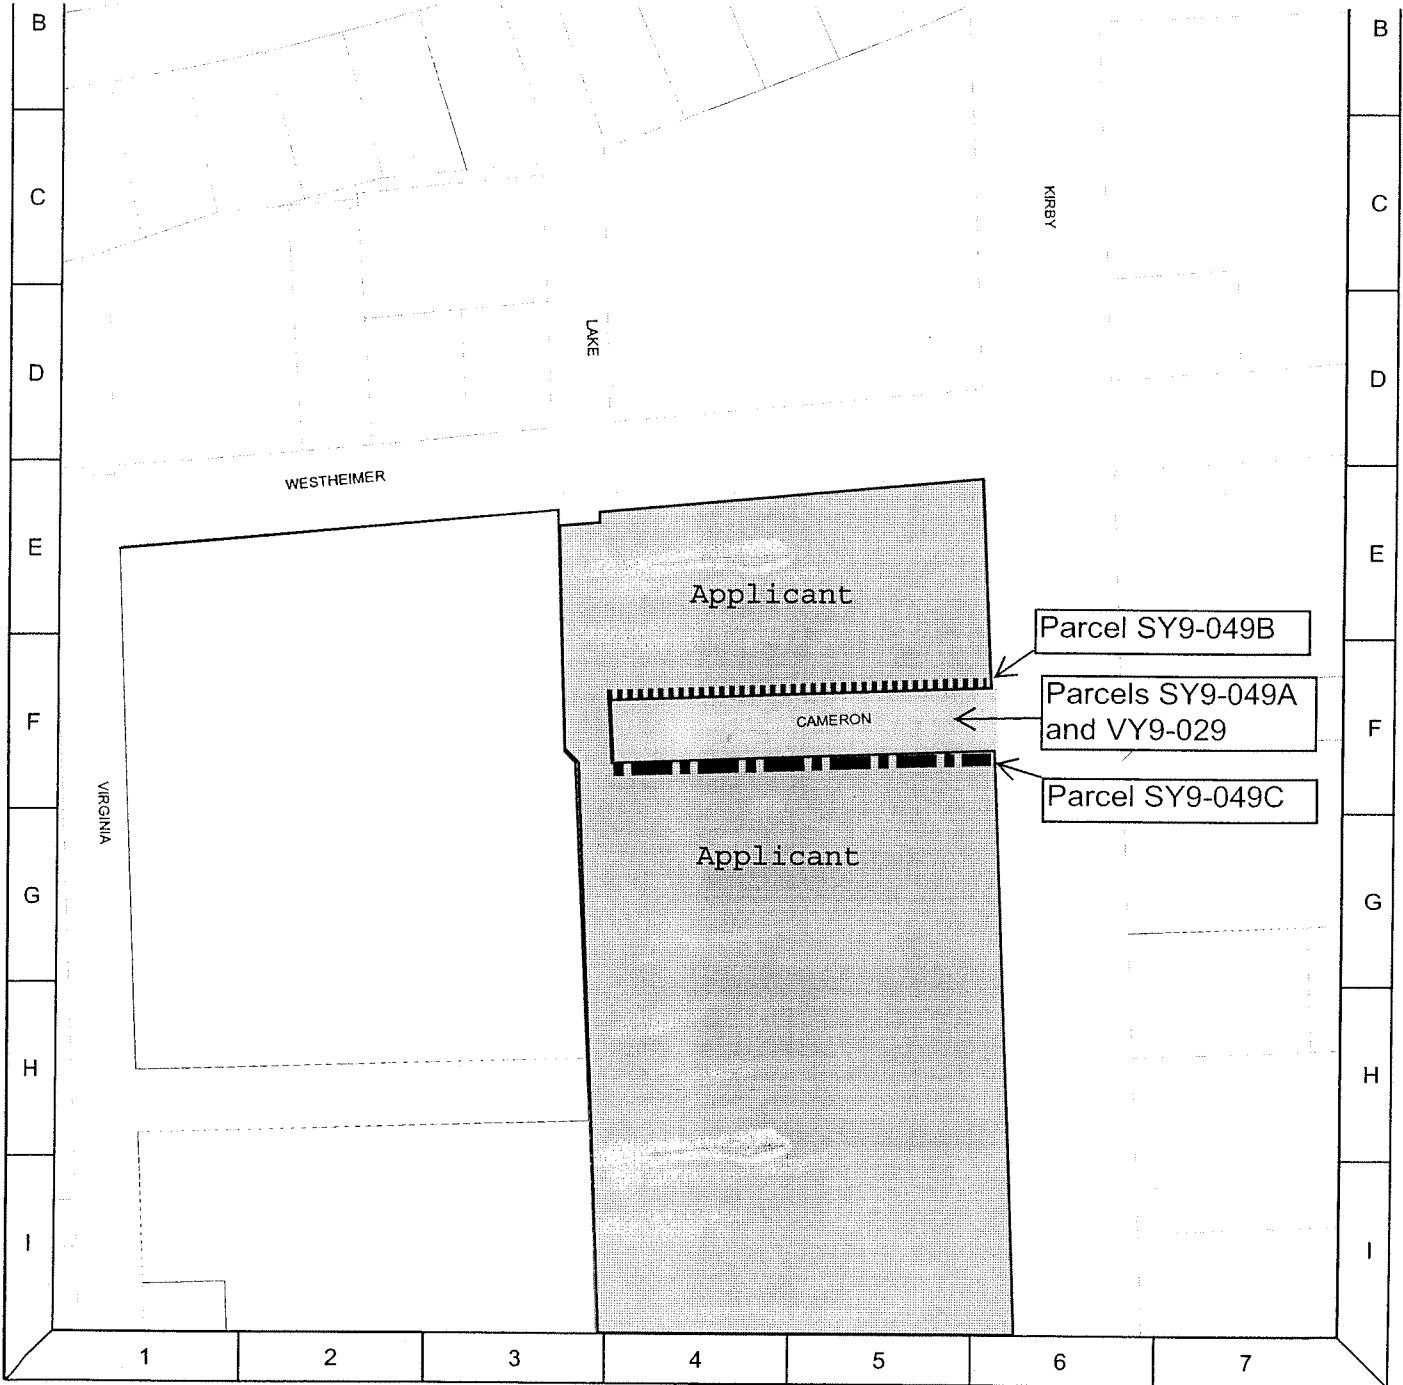 B
B
C
C
KIRBY
LAKE
D
D
WESTHEIMER
E
E
Applicant
Parcel SY9-049B
Parcels SY9-049A
and VY9-029
F
CAMERON
F
Parcel SY9-049C
VIRGINIA
Applicant
G
G
H
H
I
I
1
2
3
4
5
6
7